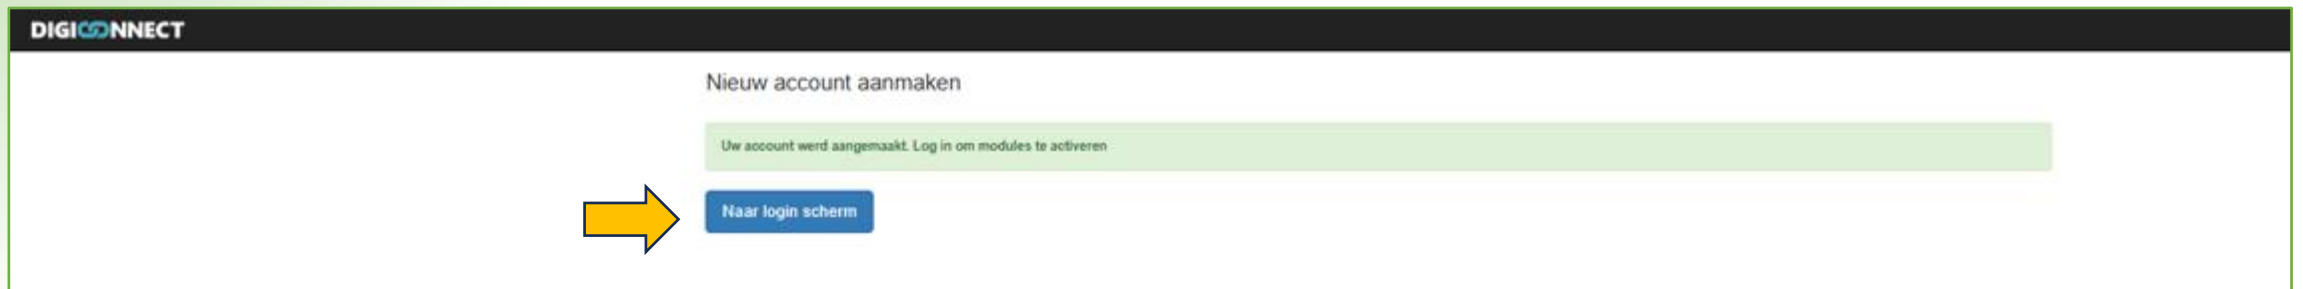 DIGICONNECT
Nieuw account aanmaken
Uw account werd aangemaakt. Log in om modules te activeren
Naar login scherm